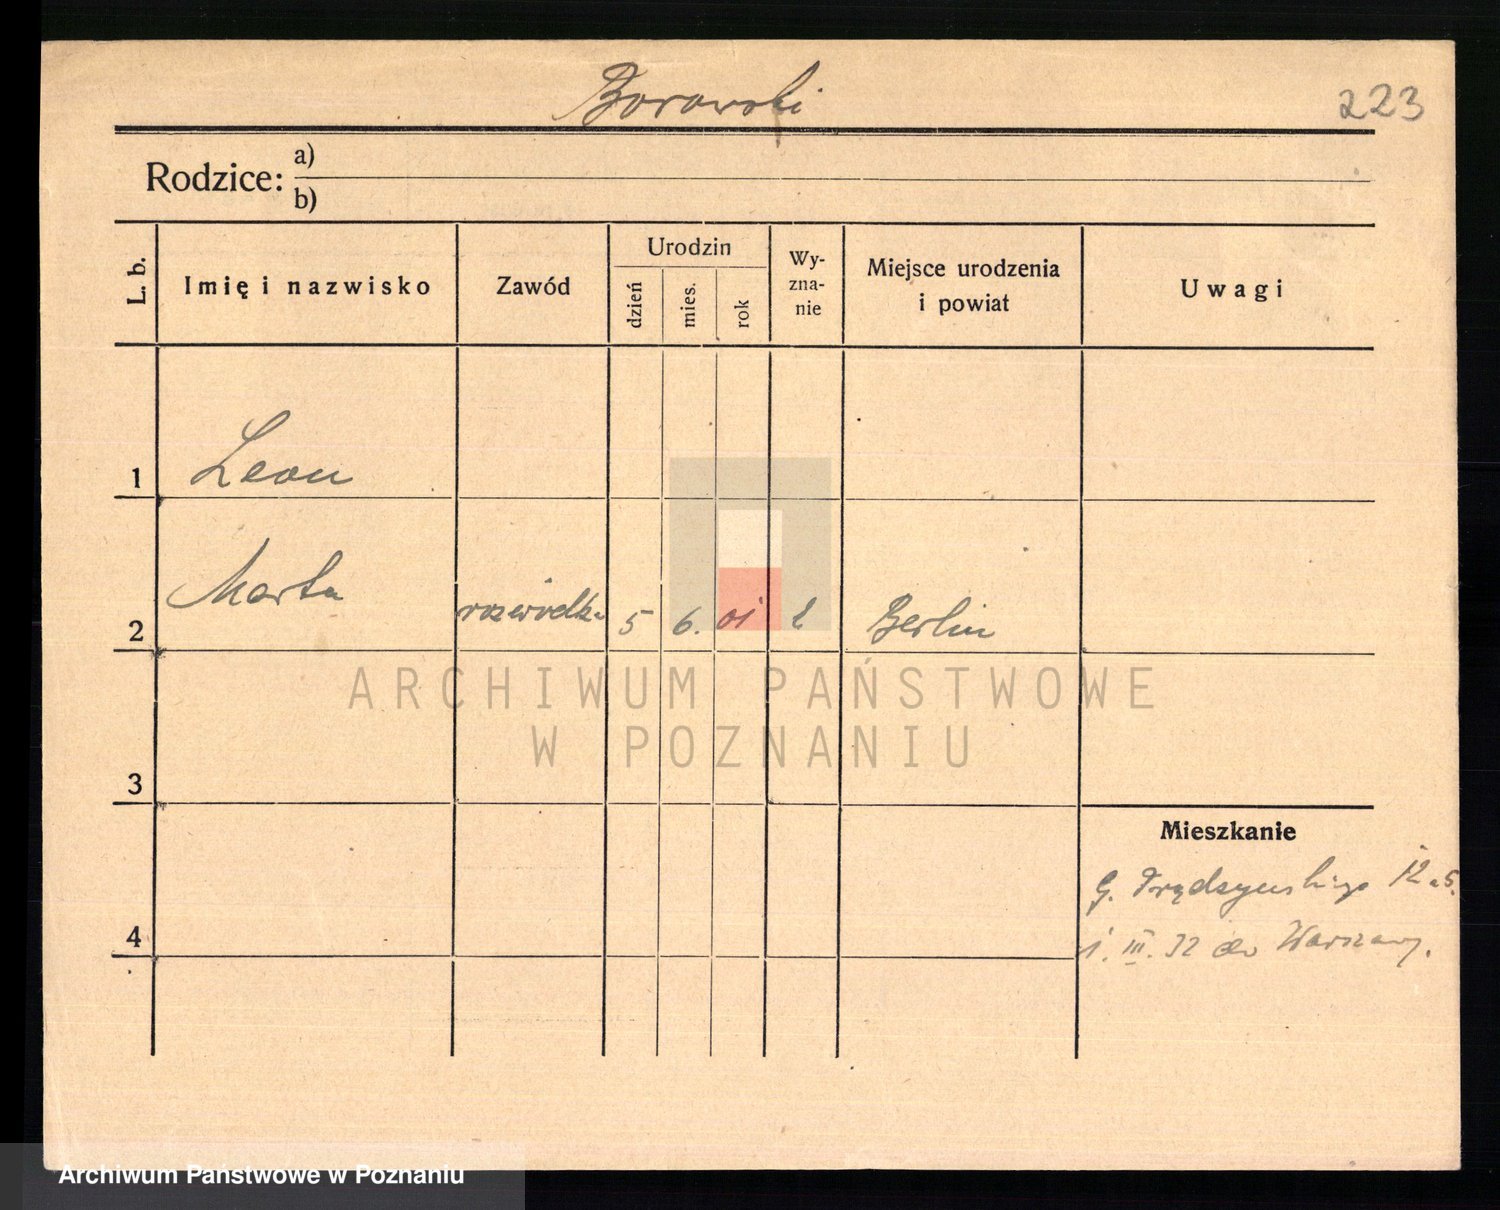 Borowski
223
Rodzice:
a)
b)
L. b.
Imię i nazwisko
Zawód
Urodzin
dzień
mies.
rok
Wy-
zna-
nie
Miejsce urodzenia
i powiat
Uwagi
1
Leon
2
Marta rozwódka 5 6. 01 Berlin
3
4
Mieszkanie
G. Prądzyńskiego 12
1. III. 32 do Warszawy.
ARCHIWUM PAŃSTWOWE
W POZNANIU
Archiwum Państwowe w Poznaniu